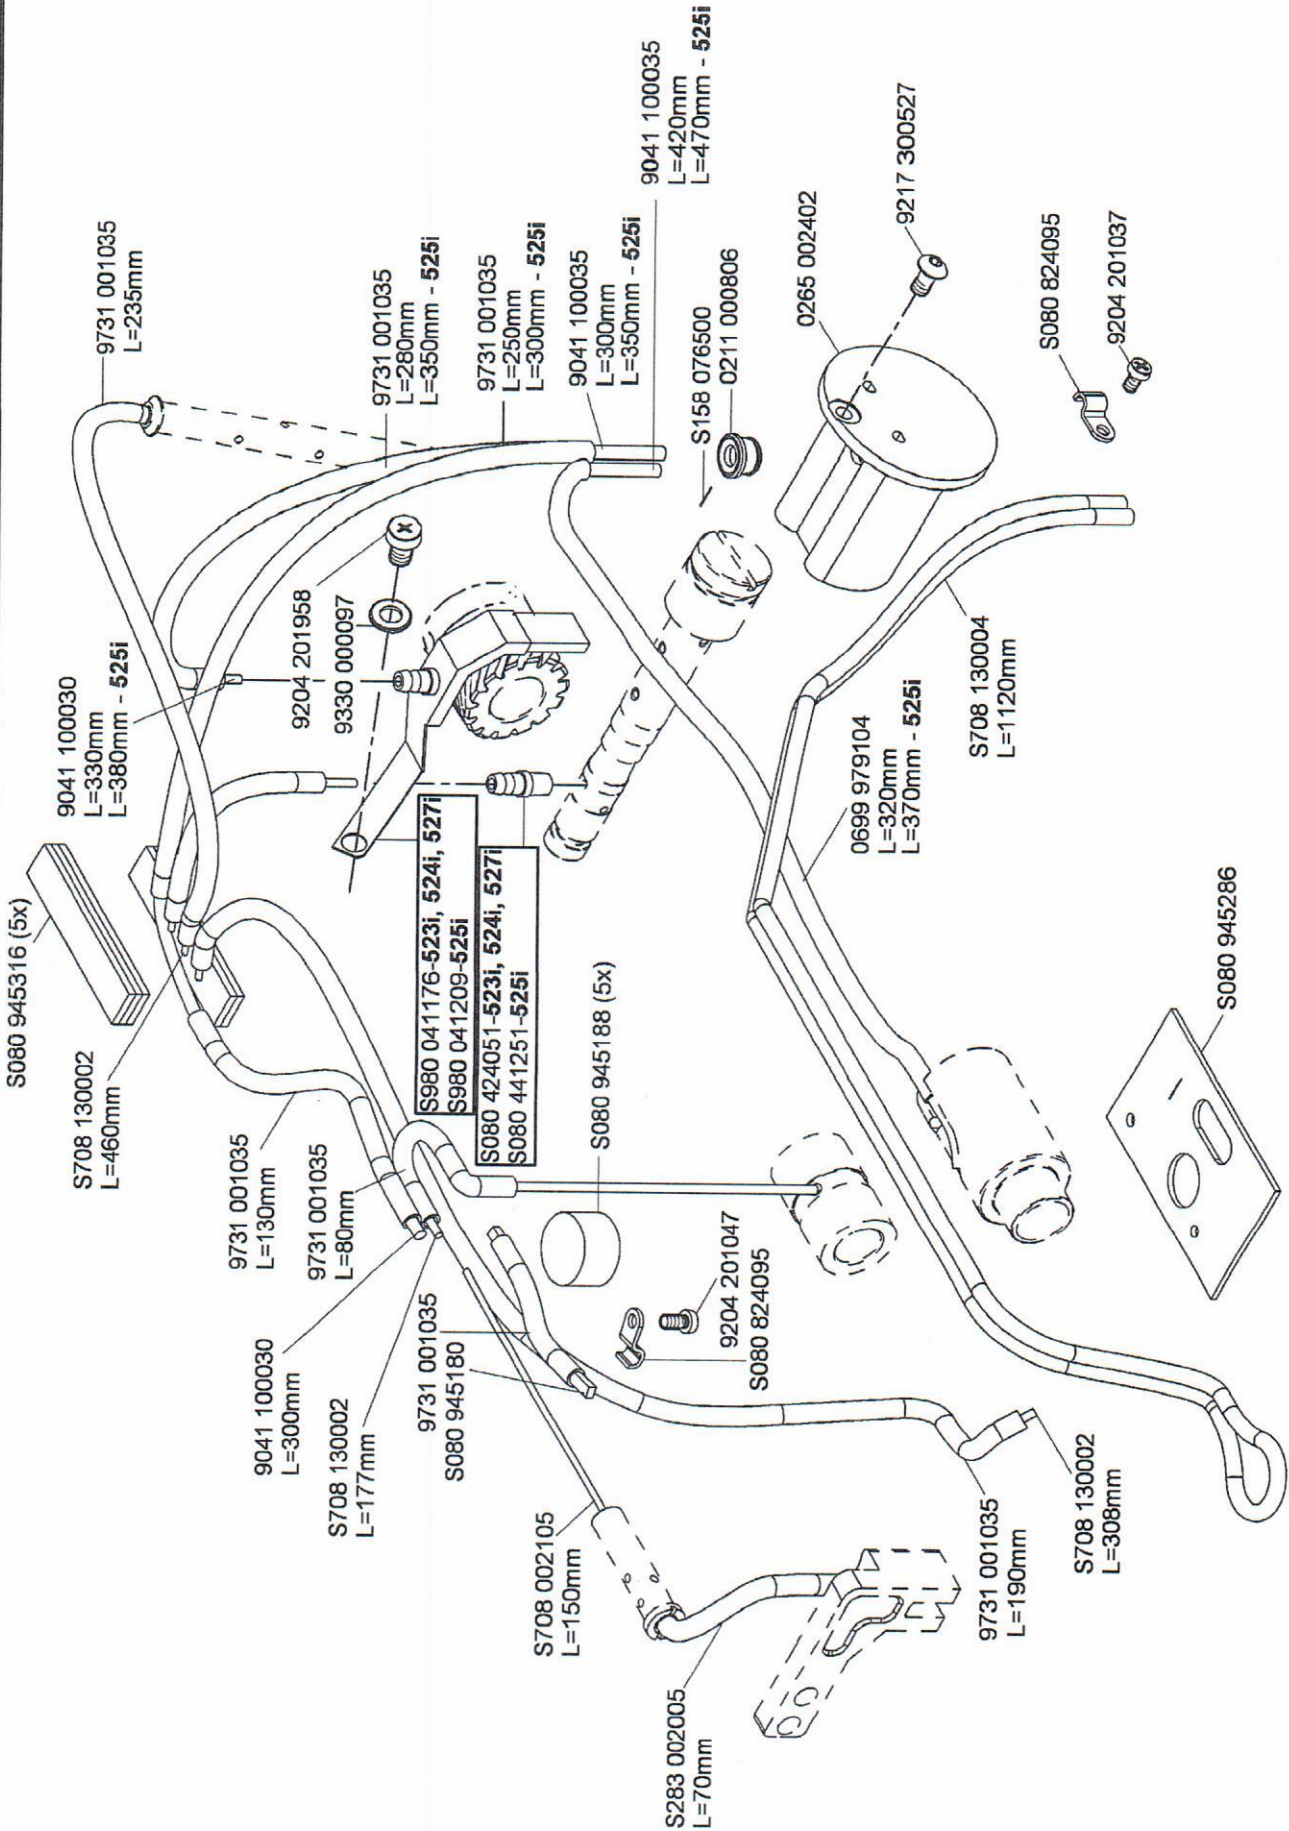 S080 945316 (5x)
9731 001035
L=235mm
9041 100030
L=330mm
L=380mm - 525i
9731 001035
L=280mm
L=350mm - 525i
9731 001035
L=250mm
L=300mm - 525i
9041 100035
L=300mm
L=350mm - 525i
9041 100035
L=420mm
L=470mm - 525i
S708 130002
L=460mm
9204 201958
9330 000097
9731 001035
L=130mm
9731 001035
L=80mm
S980 041176-523i, 524i, 527i
S980 041209-525i
S080 424051-523i, 524i, 527i
S080 441251-525i
S158 076500
0211 000806
0265 002402
9217 300527
9041 100030
L=300mm
S708 130002
L=177mm
9731 001035
S080 945180
S080 945188 (5x)
9204 201047
S080 824095
0699 979104
L=320mm
L=370mm - 525i
S708 130004
L=1120mm
S080 824095
9204 201037
S708 002105
L=150mm
S283 002005
L=70mm
9731 001035
L=190mm
S708 130002
L=308mm
S080 945286